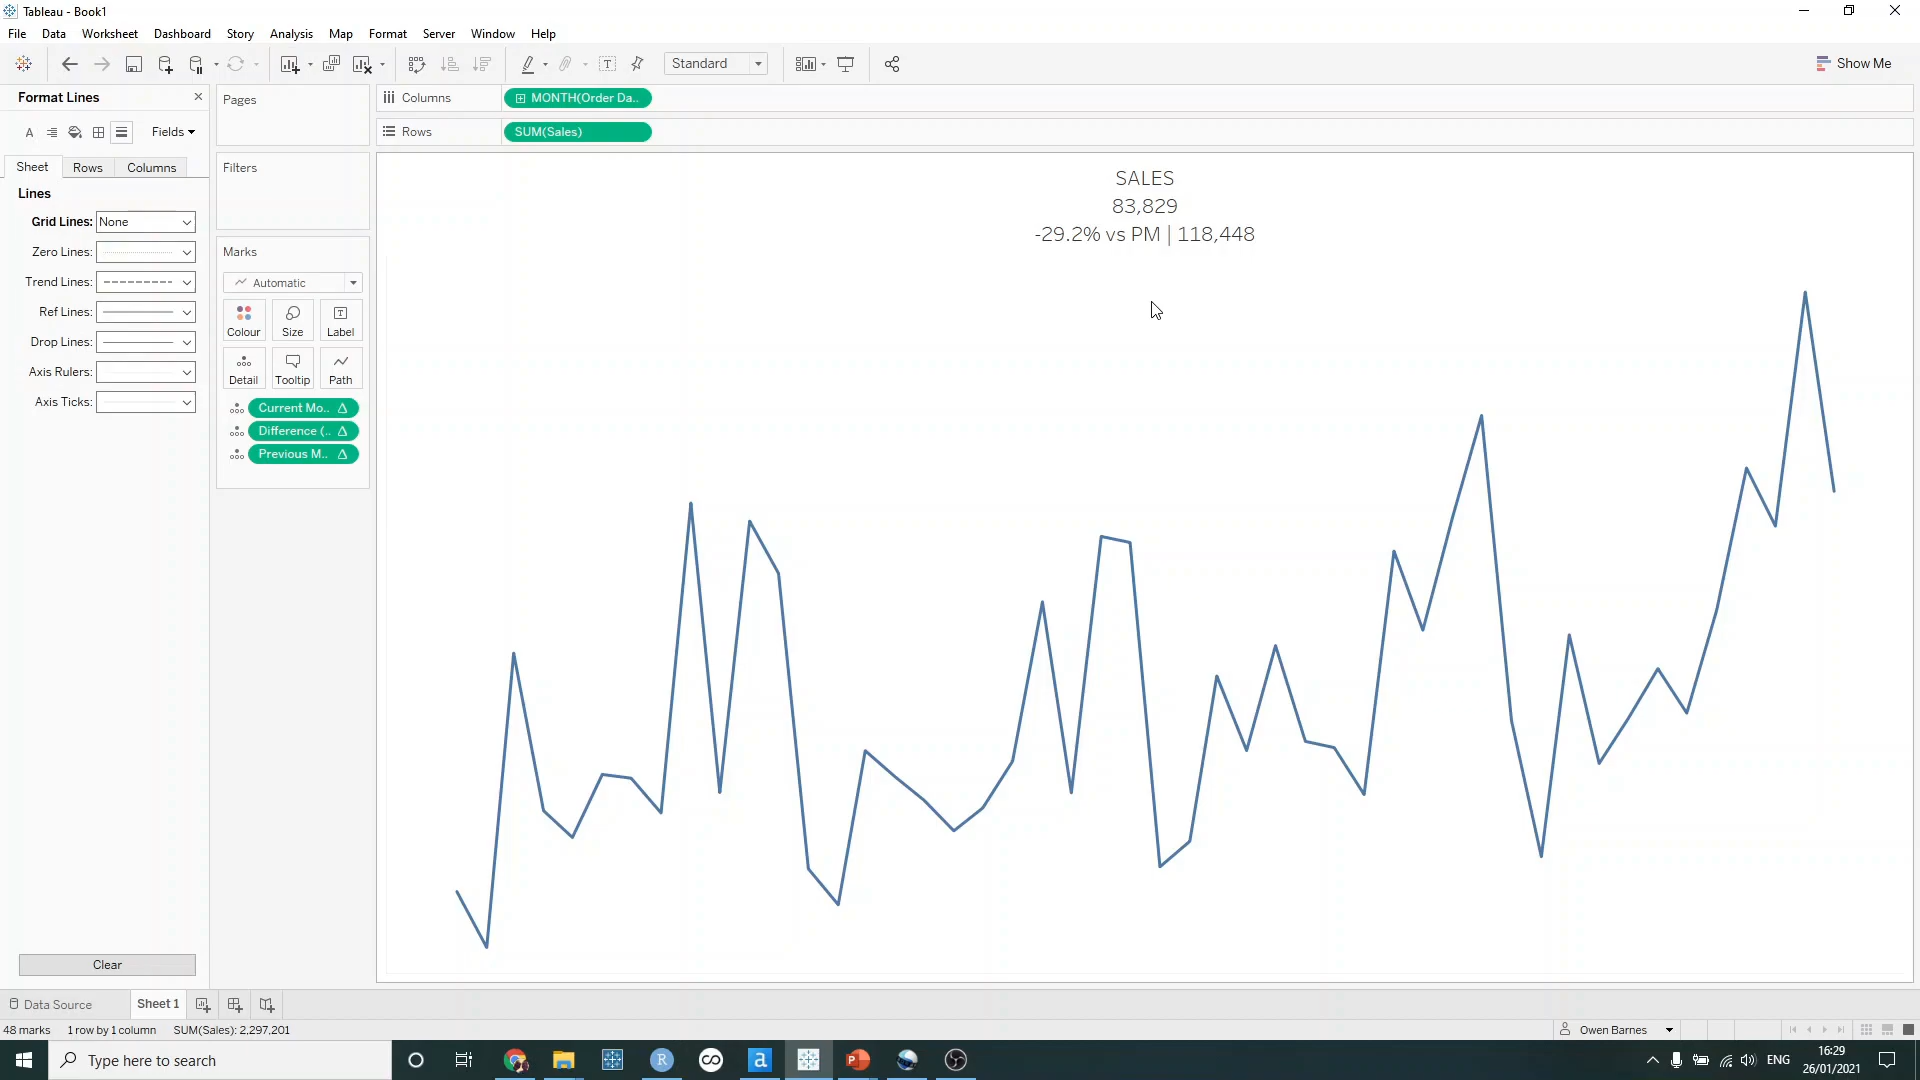 Tableau - Book1
File Data Worksheet Dashboard Story Analysis Map Format Server Window Help
Standard
Show Me
Format Lines
Fields
Sheet Rows Columns
Lines
Grid Lines: None
Zero Lines:
Trend Lines:
Ref Lines:
Drop Lines:
Axis Rulers:
Axis Ticks:
Clear
Pages
Filters
Marks
Automatic
Colour Size Label
Detail Tooltip Path
Current Mo..
Difference (..
Previous M..
Columns MONTH(Order Da..
Rows SUM(Sales)
SALES
83,829
-29.2% vs PM | 118,448
Data Source Sheet 1
48 marks 1 row by 1 column SUM(Sales): 2,297,201
Owen Barnes
Type here to search
ENG
16:29
26/01/2021